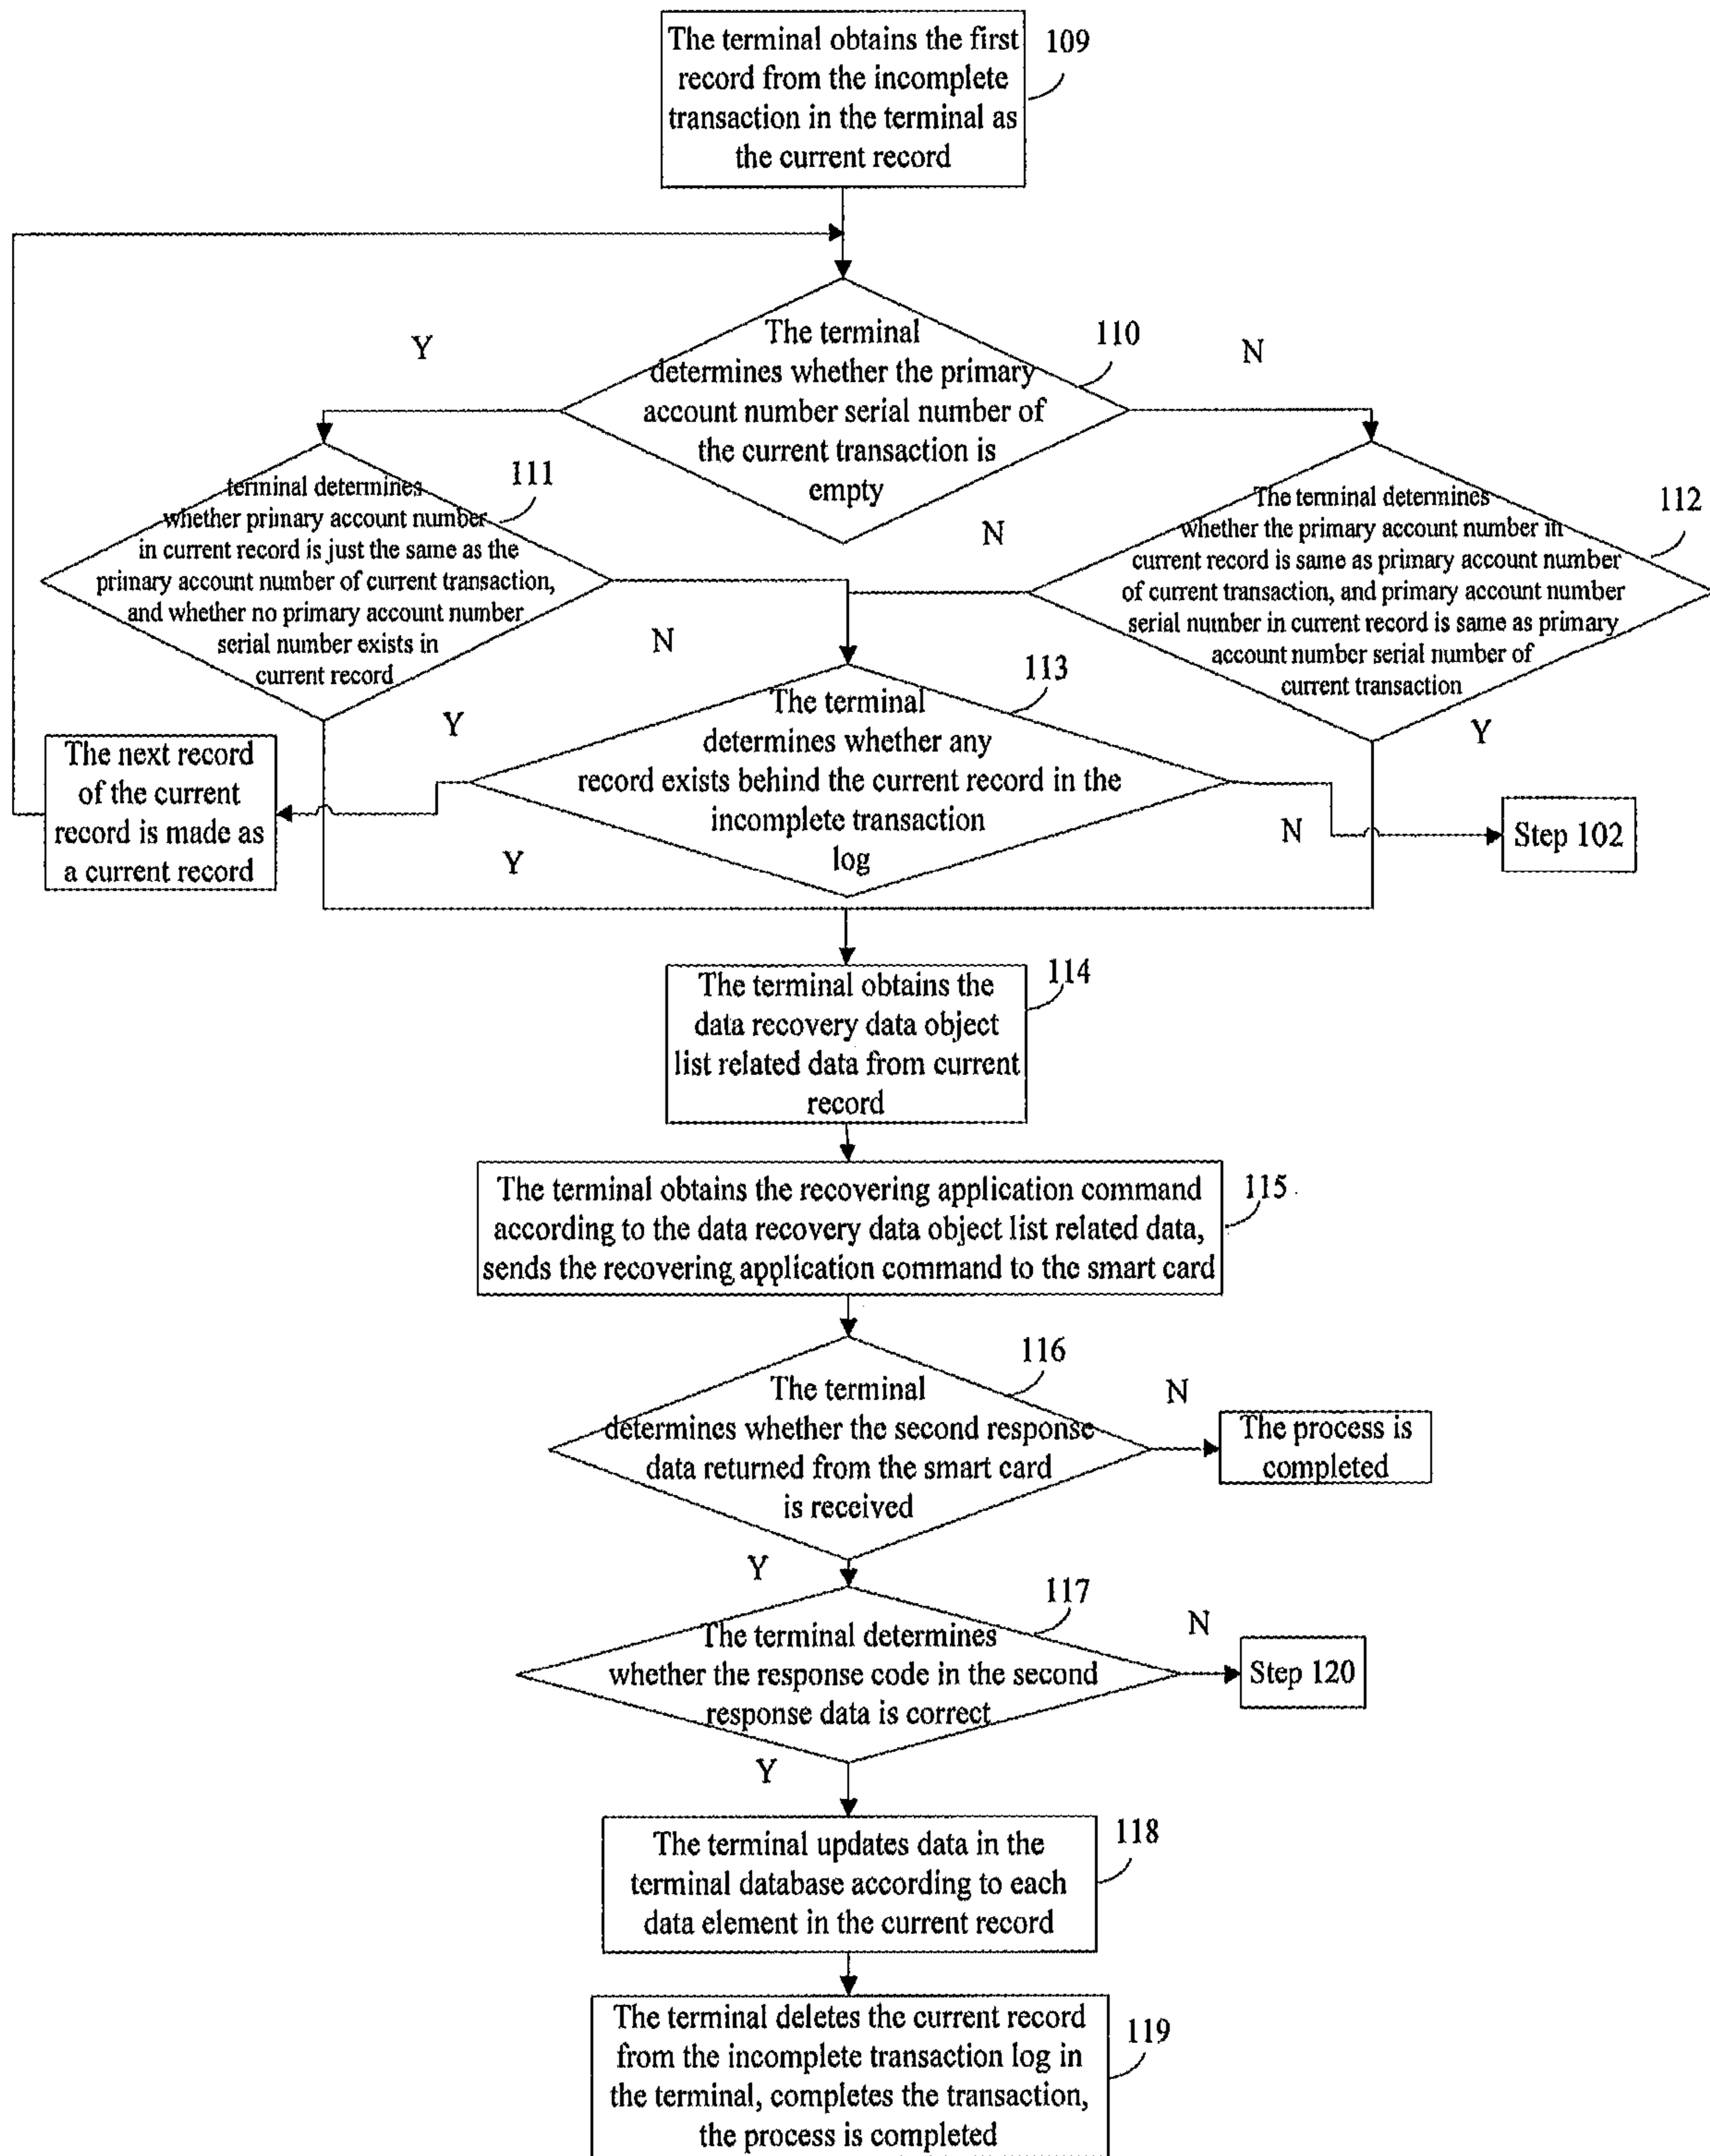 The terminal obtains the first
record from the incomplete
transaction in the terminal as
the current record
109
The terminal
determines whether the primary
account number serial number of
the current transaction is
empty
110
Y
N
terminal determines
whether primary account number
in current record is just the same as the
primary account number of current transaction,
and whether no primary account number
serial number exists in
current record
111
N
The terminal determines
whether the primary account number in
current record is same as primary account number
of current transaction, and primary account number
serial number in current record is same as primary
account number serial number of
current transaction
112
N
Y
The terminal
determines whether any
record exists behind the current record in the
incomplete transaction
log
113
Y
The next record
of the current
record is made as
a current record
Y
N
Step 102
The terminal obtains the
data recovery data object
list related data from current
record
114
The terminal obtains the recovering application command
according to the data recovery data object list related data,
sends the recovering application command to the smart card
115
The terminal
determines whether the second response
data returned from the smart card
is received
116
N
The process is
completed
Y
The terminal determines
whether the response code in the second
response data is correct
117
N
Step 120
Y
The terminal updates data in the
terminal database according to each
data element in the current record
118
The terminal deletes the current record
from the incomplete transaction log in
the terminal, completes the transaction,
the process is completed
119